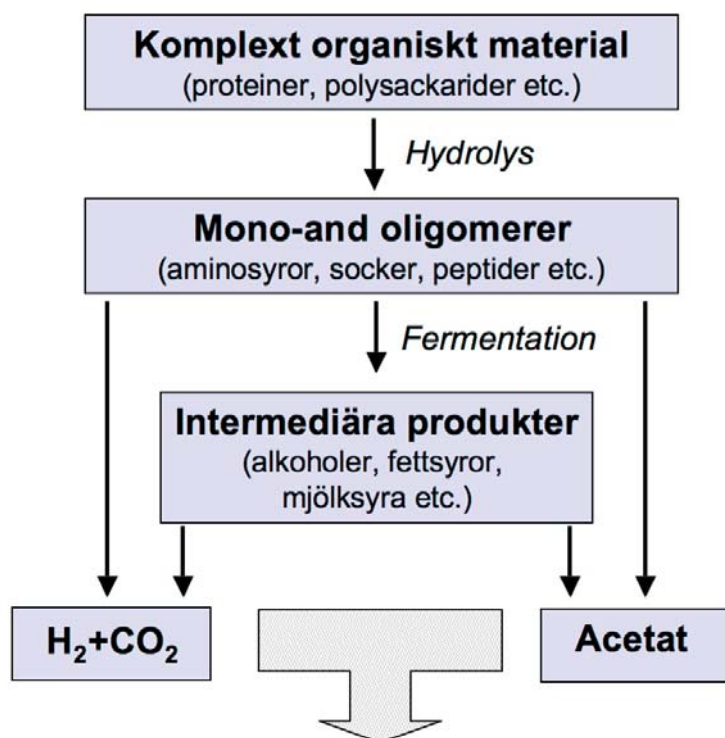 Komplext organiskt material
(proteiner, polysackarider etc.)
Hydrolys
Mono-and oligomerer
(aminosyror, socker, peptider etc.)
Fermentation
Intermediära produkter
(alkoholer, fettsyror,
mjölksyra etc.)
H₂+CO₂
Acetat